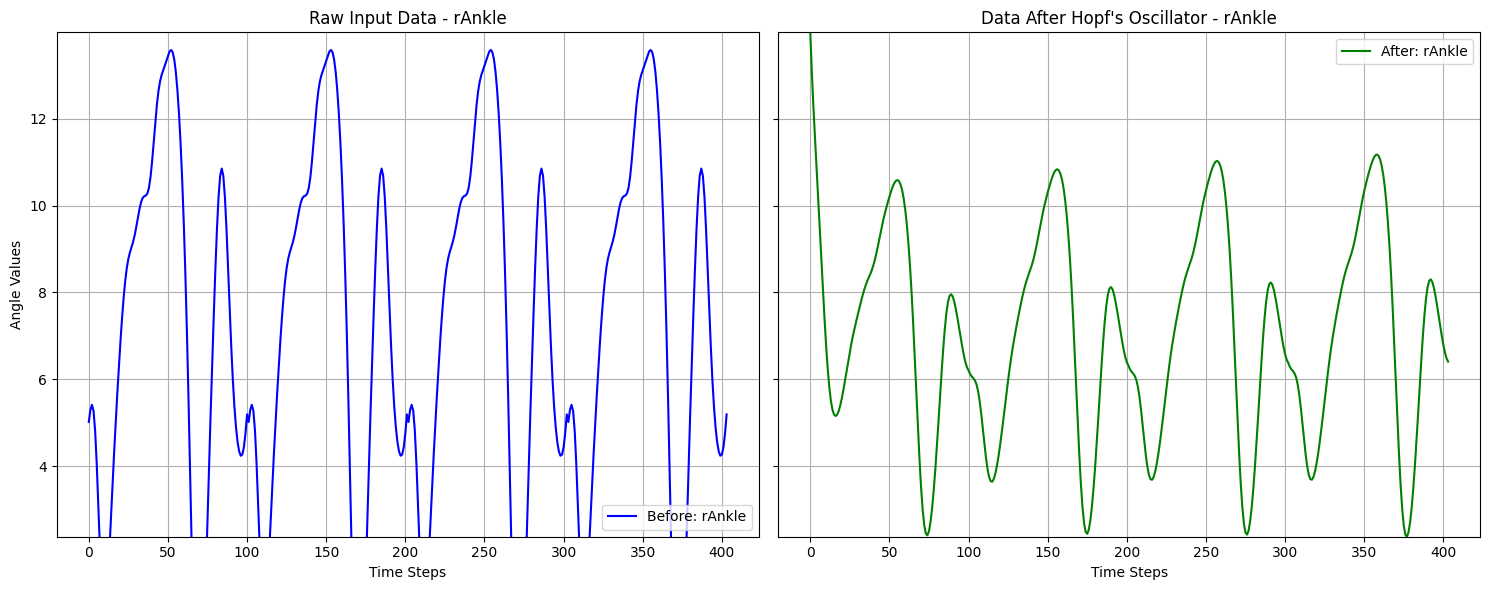 Raw Input Data - rAnkle
Angle Values
12
10
8
6
4
Before: rAnkle
0 50 100 150 200 250 300 350 400
Time Steps
Data After Hopf's Oscillator - rAnkle
After: rAnkle
0 50 100 150 200 250 300 350 400
Time Steps